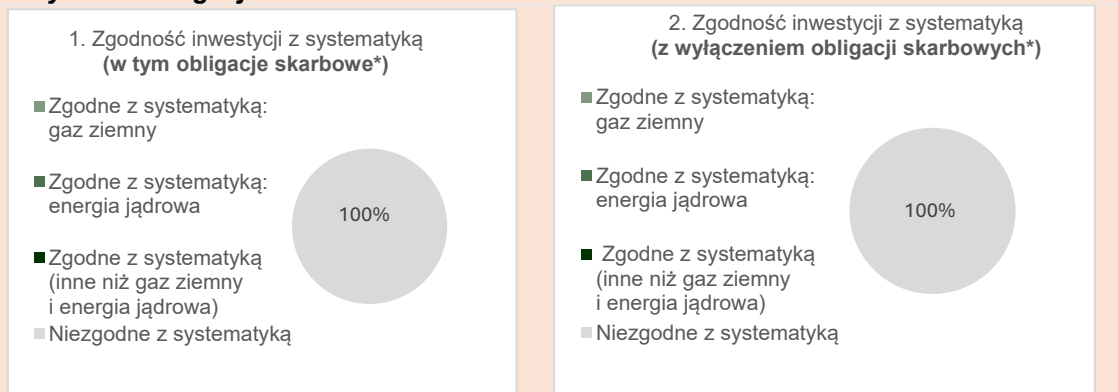 1. Zgodność inwestycji z systematyką
(w tym obligacje skarbowe*)
Zgodne z systematyką:
gaz ziemny
Zgodne z systematyką:
energia jądrowa
Zgodne z systematyką
(inne niż gaz ziemny
i energia jądrowa)
Niezgodne z systematyką
100%
2. Zgodność inwestycji z systematyką
(z wyłączeniem obligacji skarbowych*)
Zgodne z systematyką:
gaz ziemny
Zgodne z systematyką:
energia jądrowa
Zgodne z systematyką
(inne niż gaz ziemny
i energia jądrowa)
Niezgodne z systematyką
100%